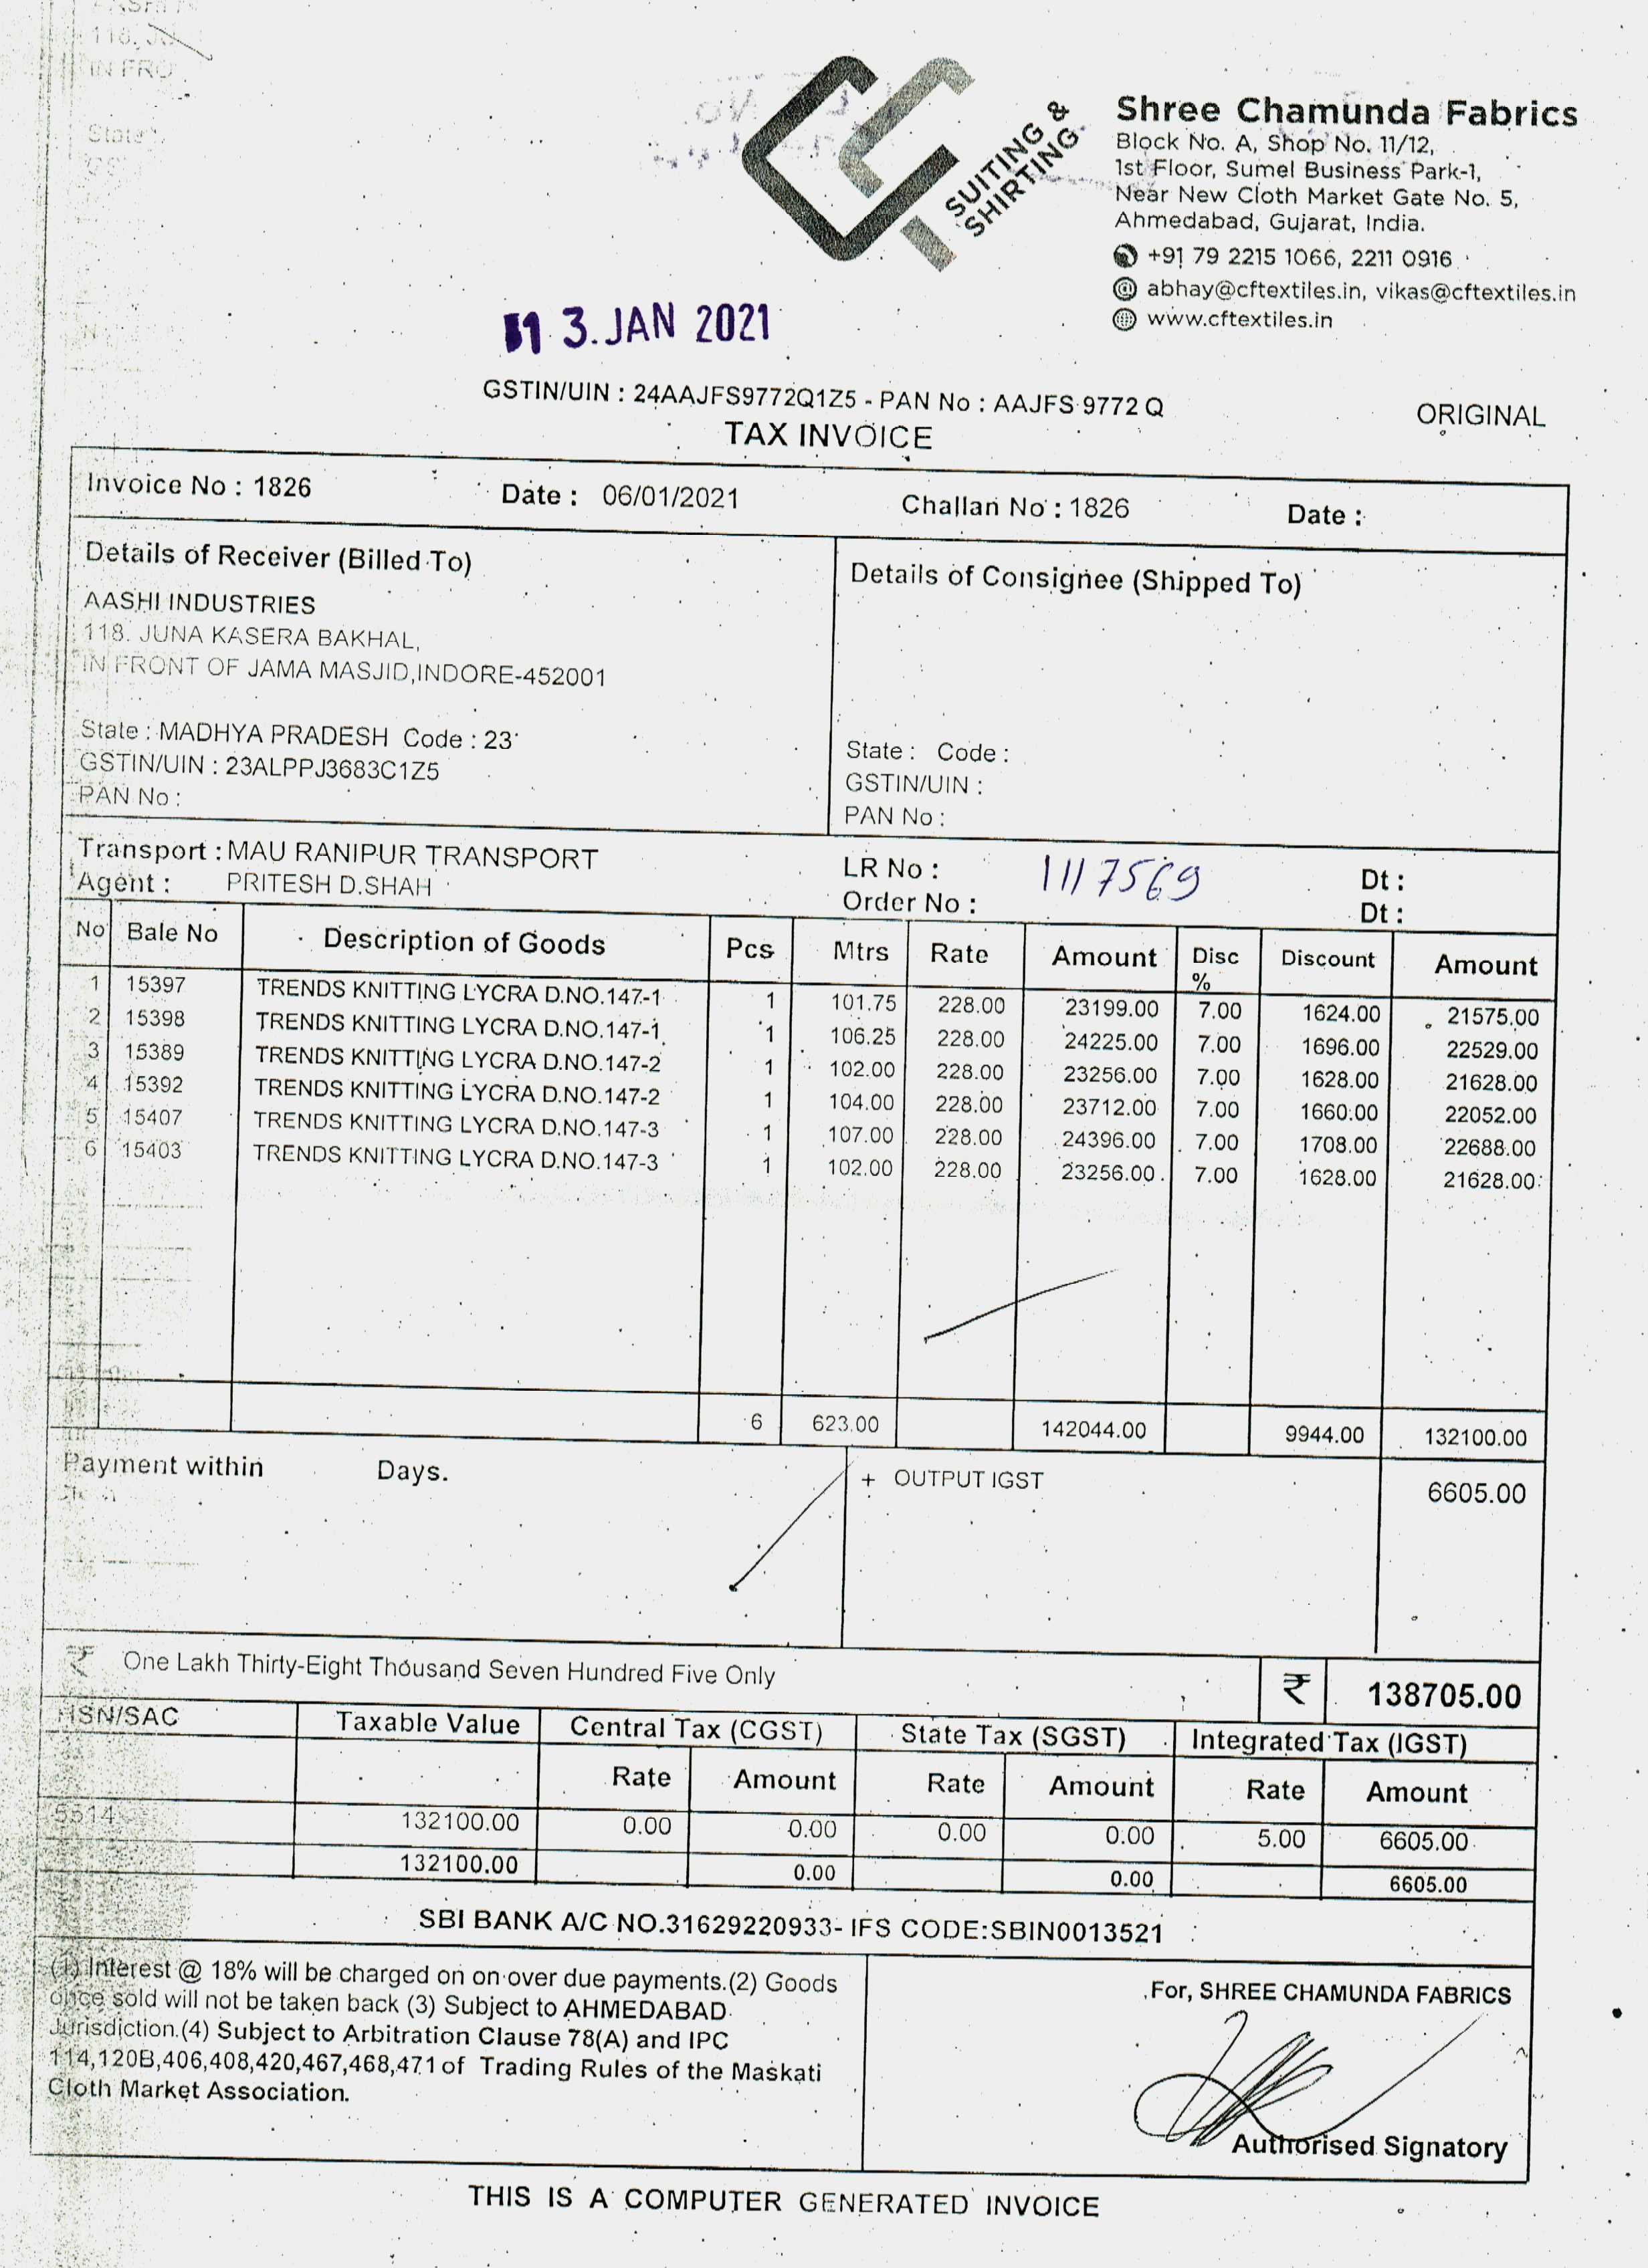 118, JU
IN FRO
State
SUITING &
SHIRTING
Shree Chamunda Fabrics
Block No. A, Shop No. 11/12,
1st Floor, Sumel Business Park-1,
Near New Cloth Market Gate No. 5,
Ahmedabad, Gujarat, India.
+91 79 2215 1066, 2211 0916
abhay@cftextiles.in, vikas@cftextiles.in
www.cftextiles.in
13 JAN 2021
GSTIN/UIN : 24AAJFS9772Q1Z5 - PAN No : AAJFS 9772 Q
ORIGINAL
TAX INVOICE
Invoice No : 1826 Date : 06/01/2021 Challan No : 1826 Date :
Details of Receiver (Billed To) Details of Consignee (Shipped To)
AASHI INDUSTRIES
118. JUNA KASERA BAKHAL,
IN FRONT OF JAMA MASJID,INDORE-452001
State : MADHYA PRADESH Code : 23 State : Code :
GSTIN/UIN : 23ALPPJ3683C1Z5 GSTIN/UIN :
PAN No : PAN No :
Transport : MAU RANIPUR TRANSPORT LR No : 1117569 Dt :
Agent : PRITESH D.SHAH Order No : Dt :
No Bale No Description of Goods Pcs Mtrs Rate Amount Disc % Discount Amount
1 15397 TRENDS KNITTING LYCRA D.NO.147-1 1 101.75 228.00 23199.00 7.00 1624.00 21575.00
2 15398 TRENDS KNITTING LYCRA D.NO.147-1 1 106.25 228.00 24225.00 7.00 1696.00 22529.00
3 15389 TRENDS KNITTING LYCRA D.NO.147-2 1 102.00 228.00 23256.00 7.00 1628.00 21628.00
4 15392 TRENDS KNITTING LYCRA D.NO.147-2 1 104.00 228.00 23712.00 7.00 1660.00 22052.00
5 15407 TRENDS KNITTING LYCRA D.NO.147-3 1 107.00 228.00 24396.00 7.00 1708.00 22688.00
6 15403 TRENDS KNITTING LYCRA D.NO.147-3 1 102.00 228.00 23256.00 7.00 1628.00 21628.00
6 623.00 142044.00 9944.00 132100.00
Payment within Days. + OUTPUT IGST 6605.00
₹ One Lakh Thirty-Eight Thousand Seven Hundred Five Only ₹ 138705.00
HSN/SAC Taxable Value Central Tax (CGST) State Tax (SGST) Integrated Tax (IGST)
Rate Amount Rate Amount Rate Amount
5514 132100.00 0.00 0.00 0.00 0.00 5.00 6605.00
132100.00 0.00 0.00 6605.00
SBI BANK A/C NO.31629220933- IFS CODE:SBIN0013521
(1) Interest @ 18% will be charged on on over due payments.(2) Goods
once sold will not be taken back (3) Subject to AHMEDABAD
Jurisdiction.(4) Subject to Arbitration Clause 78(A) and IPC
114,120B,406,408,420,467,468,471 of Trading Rules of the Maskati
Cloth Market Association.
For, SHREE CHAMUNDA FABRICS
Authorised Signatory
THIS IS A COMPUTER GENERATED INVOICE